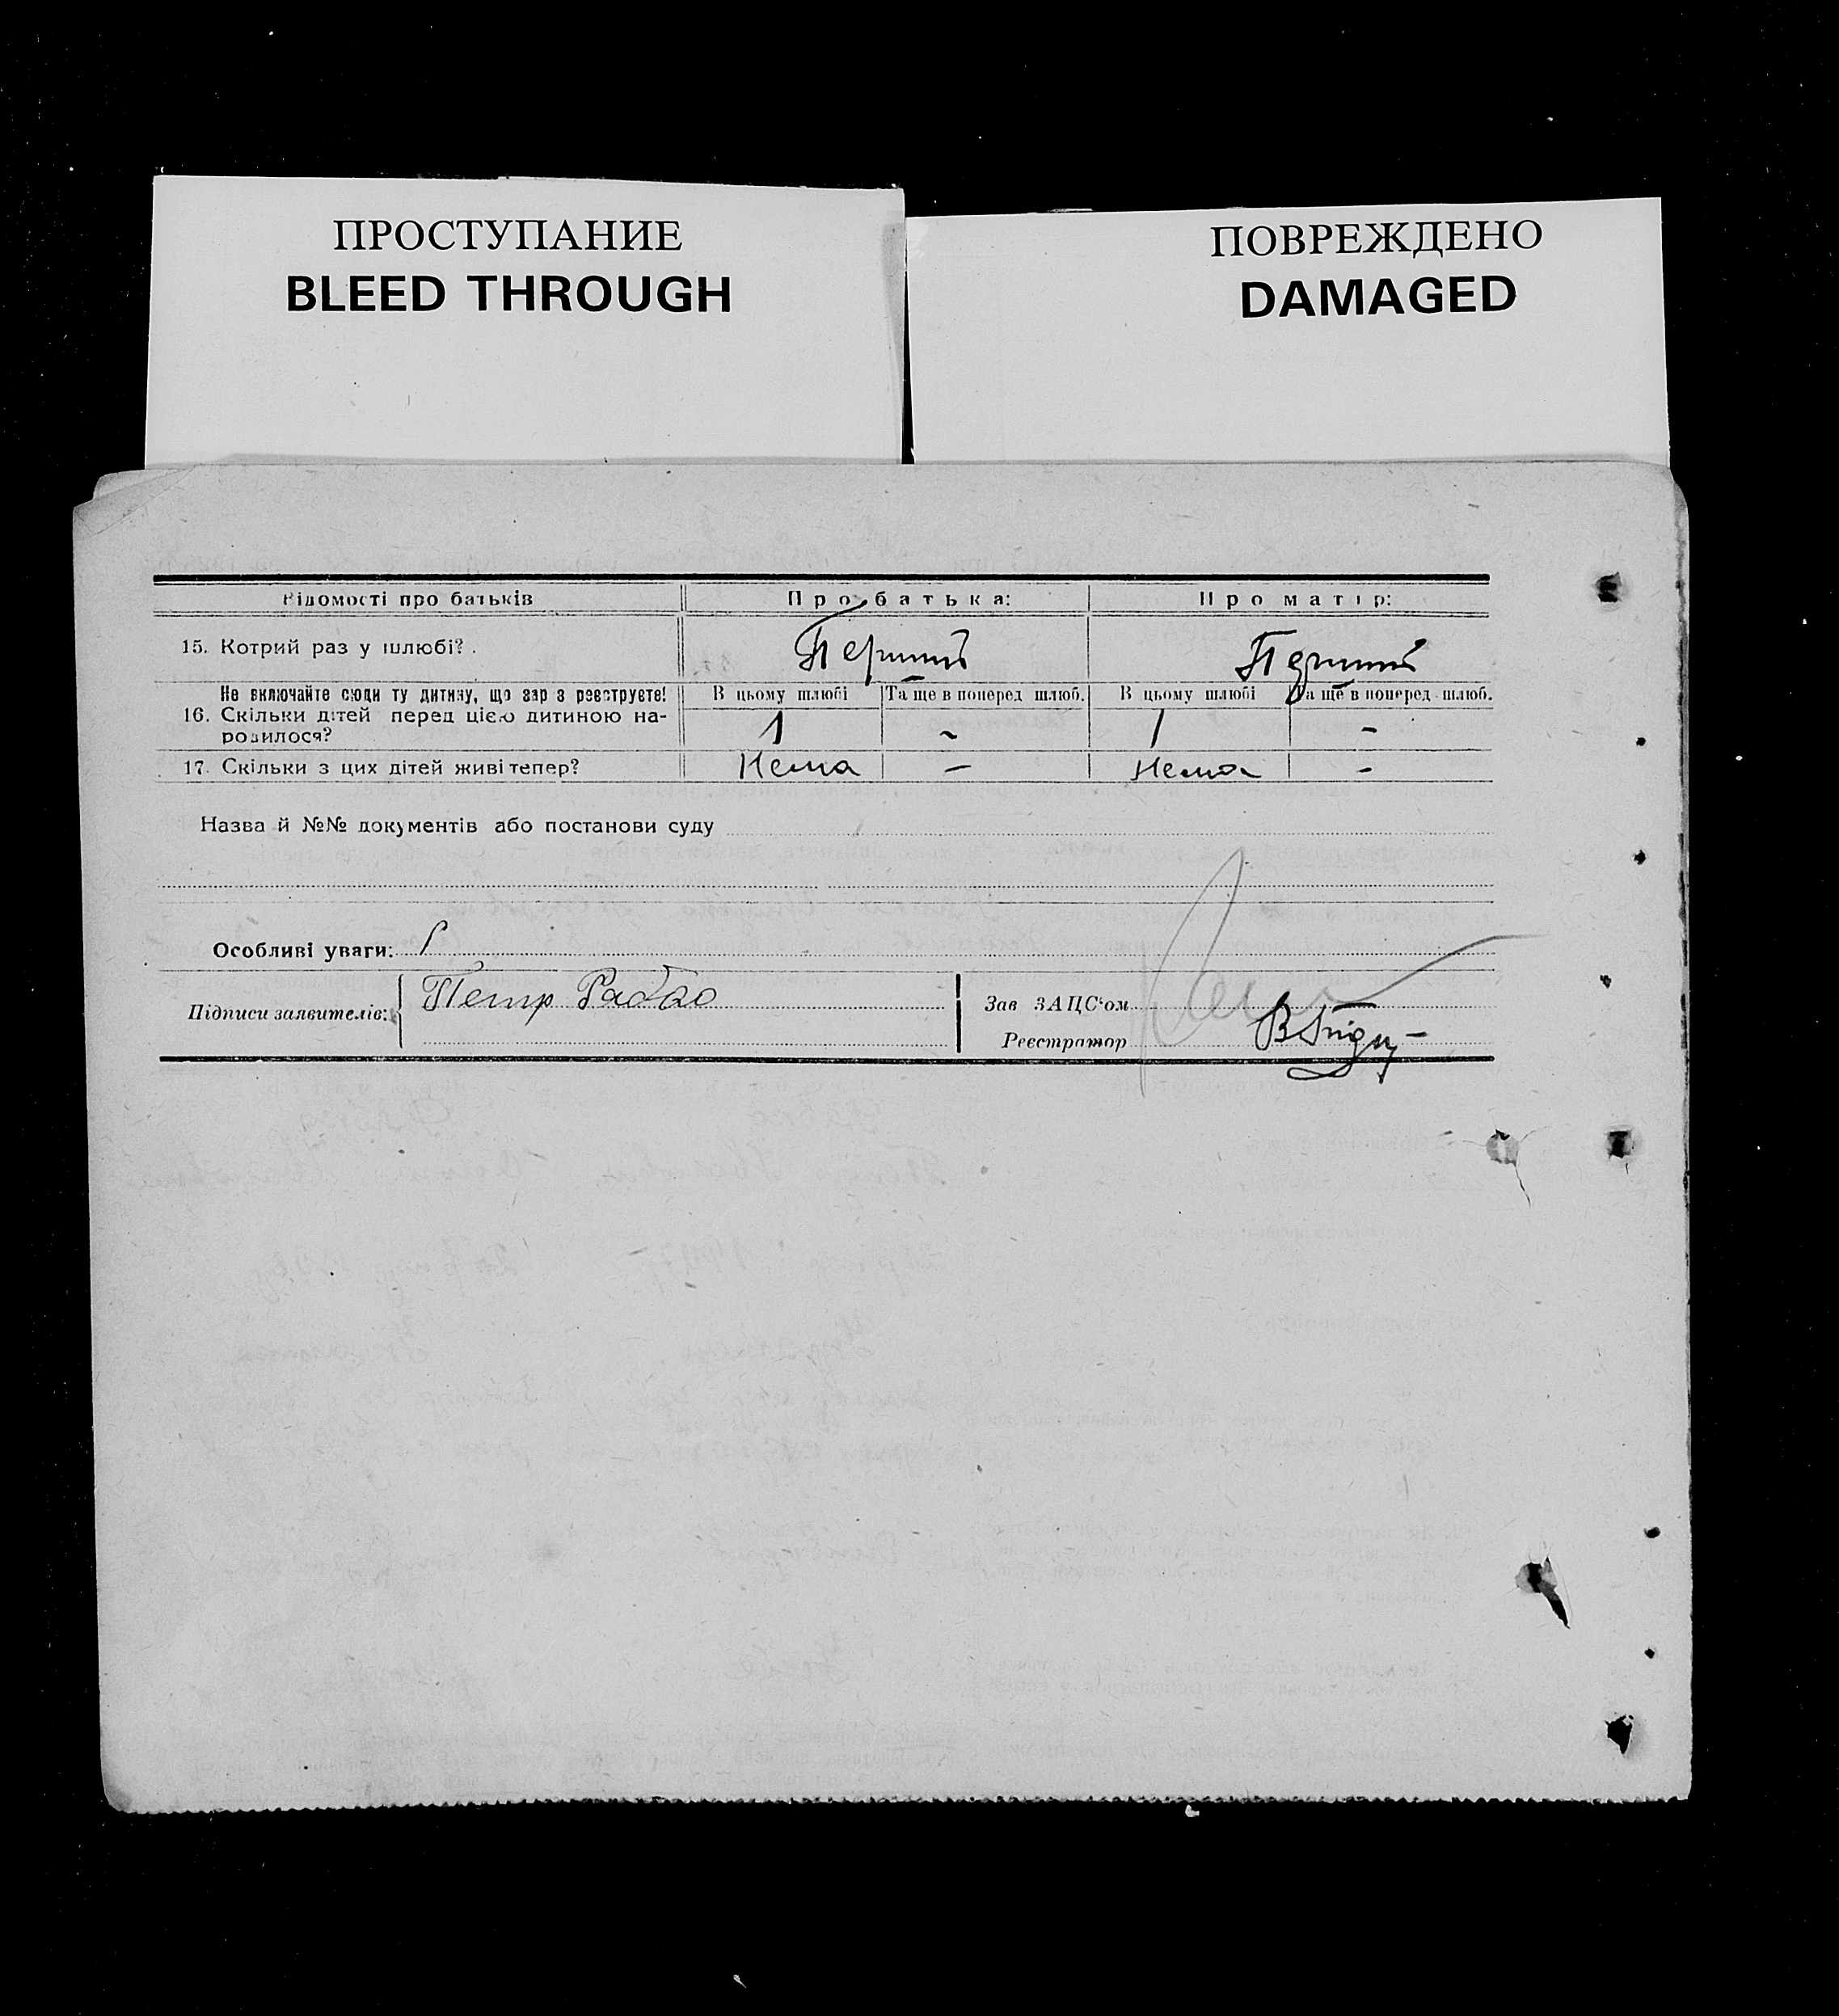 ПРОСТУПАНИЕ
BLEED THROUGH
ПОВРЕЖДЕНО
DAMAGED
Відомості про батьків Про батька: Про матір:
15. Котрий раз у шлюбі? . Перший Перший
Не включайте сюди ту дитину, що зар з реєструєте! В цьому шлюбі Та ще в поперед шлюб. В цьому шлюбі Та ще в поперед шлюб.
16. Скільки дітей перед цією дитиною на- 1 - 1 -
родилося?
17. Скільки з цих дітей живі тепер? Нема - Нема -
Назва й №№ документів або постанови суду
Особливі уваги:
Підписи заявителів: Петр
Зав ЗАЦС'ом
Реєстратор